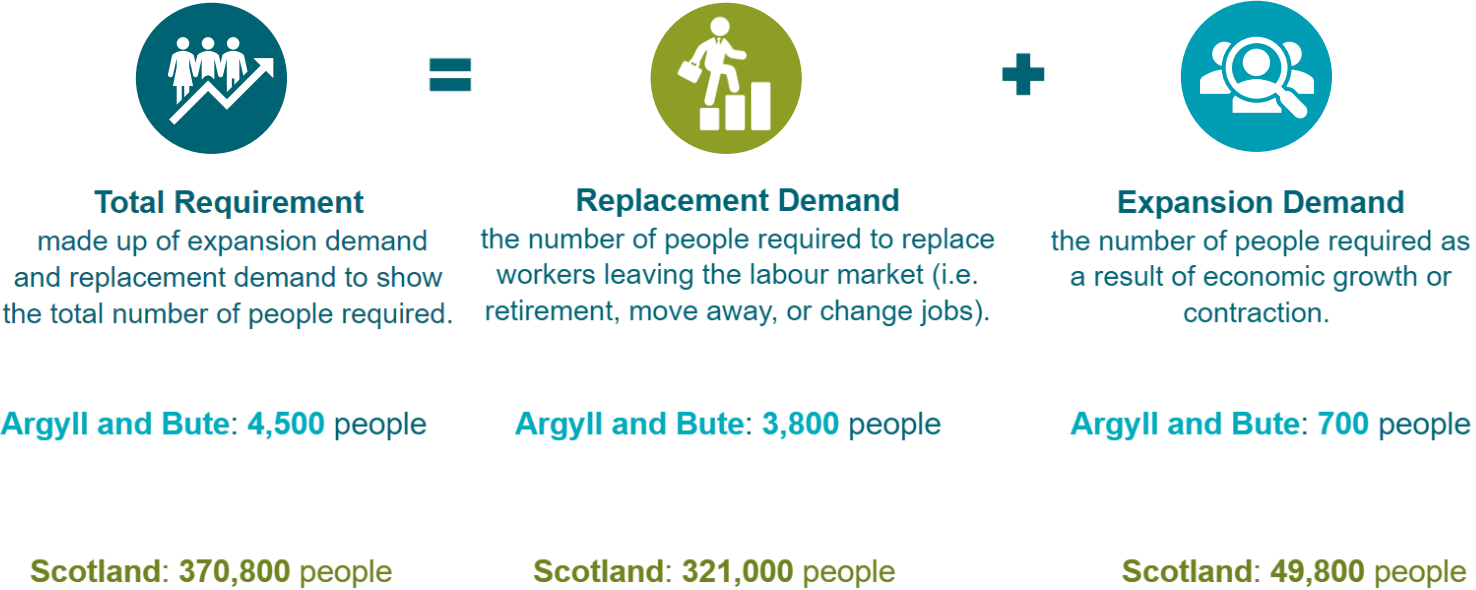 =
+
Total Requirement
made up of expansion demand
and replacement demand to show
the total number of people required.
Replacement Demand
the number of people required to replace
workers leaving the labour market (i.e.
retirement, move away, or change jobs).
Expansion Demand
the number of people required as
a result of economic growth or
contraction.
Argyll and Bute: 4,500 people
Argyll and Bute: 3,800 people
Argyll and Bute: 700 people
Scotland: 370,800 people
Scotland: 321,000 people
Scotland: 49,800 people